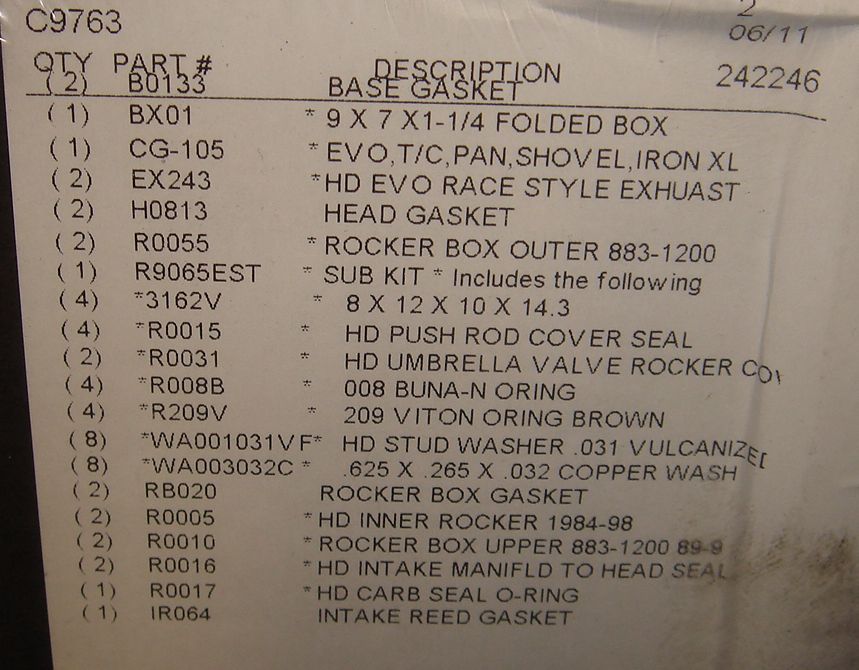 C9763
2
06/11
QTY PART # DESCRIPTION 242246
( 2) B0133 BASE GASKET
( 1) BX01 * 9 X 7 X1-1/4 FOLDED BOX
( 1) CG-105 * EVO,T/C,PAN,SHOVEL,IRON XL
( 2) EX243 *HD EVO RACE STYLE EXHUAST
( 2) H0813 HEAD GASKET
( 2) R0055 * ROCKER BOX OUTER 883-1200
( 1) R9065EST * SUB KIT * Includes the following
( 4) *3162V * 8 X 12 X 10 X 14.3
( 4) *R0015 * HD PUSH ROD COVER SEAL
( 2) *R0031 * HD UMBRELLA VALVE ROCKER COV
( 4) *R008B * 008 BUNA-N ORING
( 4) *R209V * 209 VITON ORING BROWN
( 8) *WA001031VF* HD STUD WASHER .031 VULCANIZED
( 8) *WA003032C * .625 X .265 X .032 COPPER WASH
( 2) RB020 ROCKER BOX GASKET
( 2) R0005 *HD INNER ROCKER 1984-98
( 2) R0010 * ROCKER BOX UPPER 883-1200 89-9
( 2) R0016 *HD INTAKE MANIFLD TO HEAD SEAL
( 1) R0017 *HD CARB SEAL O-RING
( 1) IR064 INTAKE REED GASKET